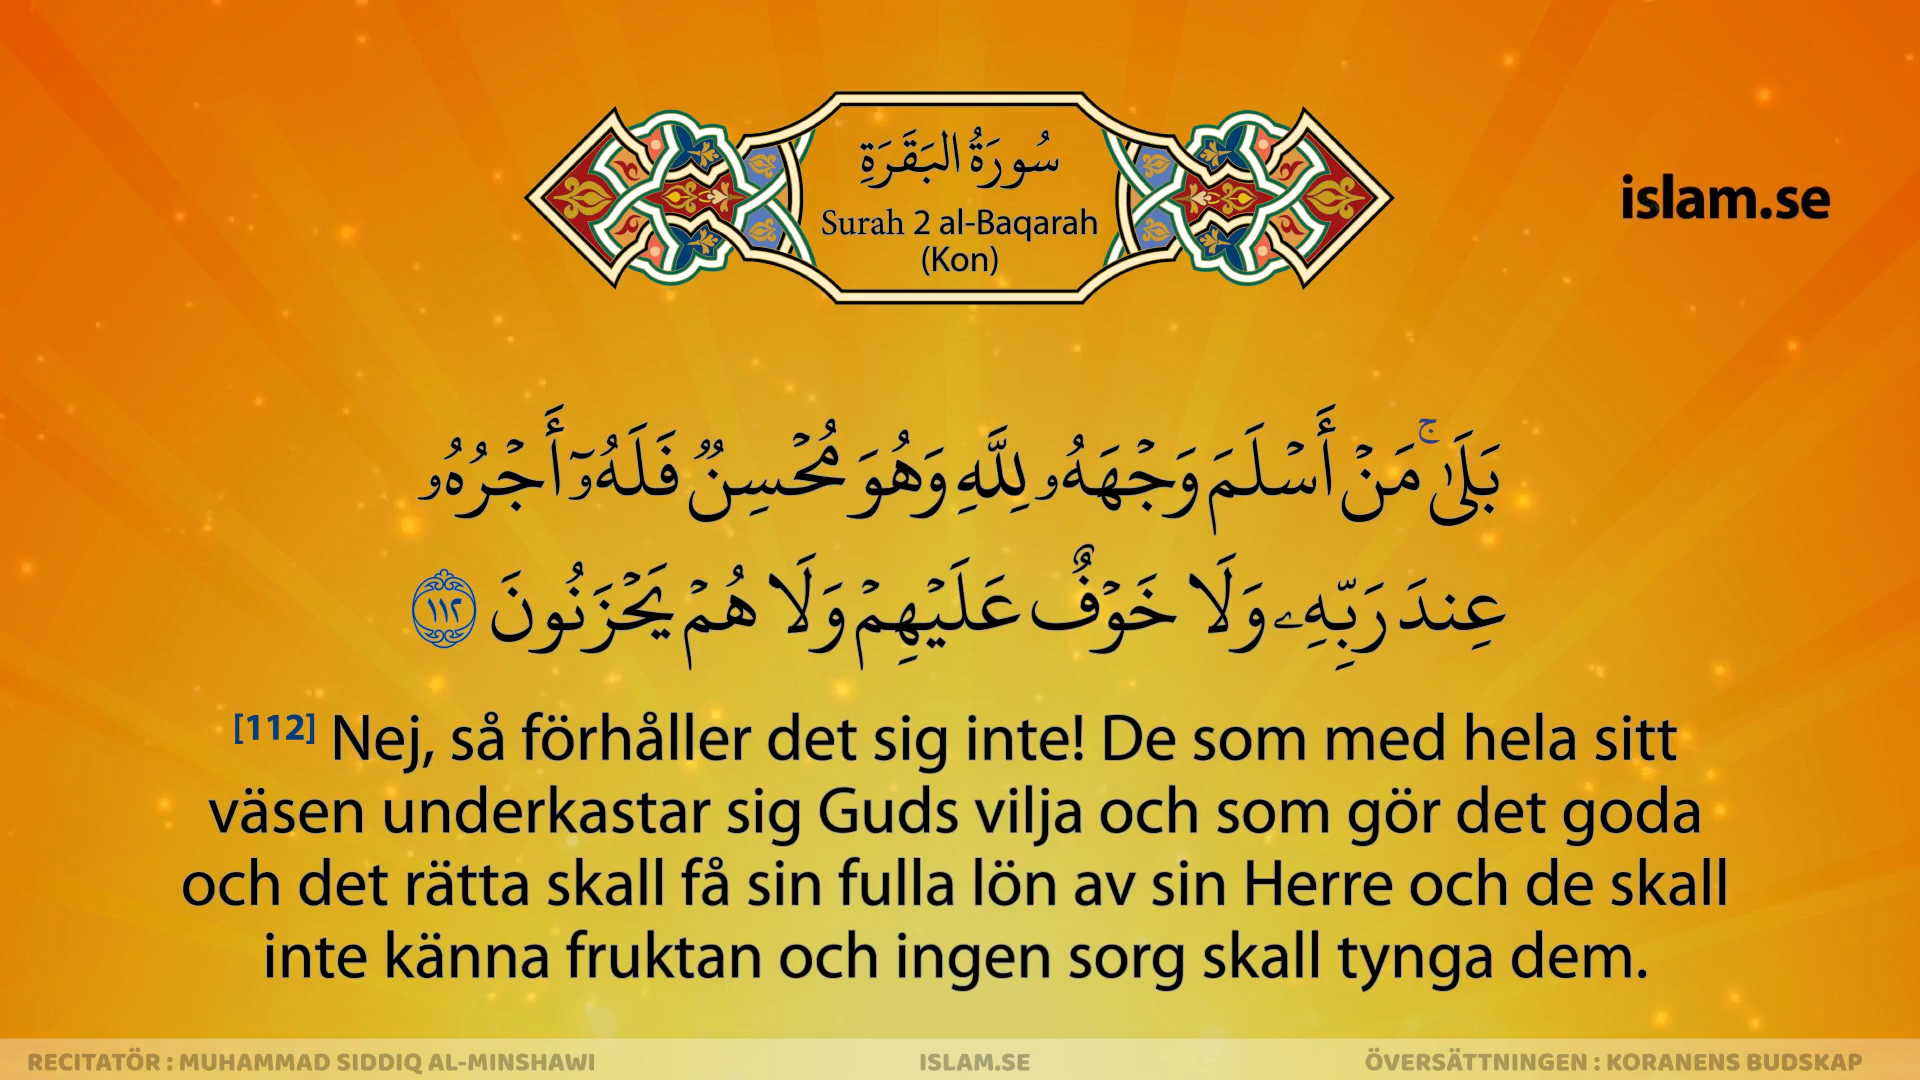 سُورَةُ البَقَرَةِ
Surah 2 al-Baqarah
(Kon)
islam.se
بَلَىٰۚ مَنۡ أَسۡلَمَ وَجۡهَهُۥ لِلَّهِ وَهُوَ مُحۡسِنٌ فَلَهُۥٓ أَجۡرُهُۥ
عِندَ رَبِّهِۦ وَلَا خَوۡفٌ عَلَيۡهِمۡ وَلَا هُمۡ يَحۡزَنُونَ ١١٢
[112] Nej, så förhåller det sig inte! De som med hela sitt
väsen underkastar sig Guds vilja och som gör det goda
och det rätta skall få sin fulla lön av sin Herre och de skall
inte känna fruktan och ingen sorg skall tynga dem.
RECITATÖR : MUHAMMAD SIDDIQ AL-MINSHAWI
ISLAM.SE
ÖVERSÄTTNINGEN : KORANENS BUDSKAP